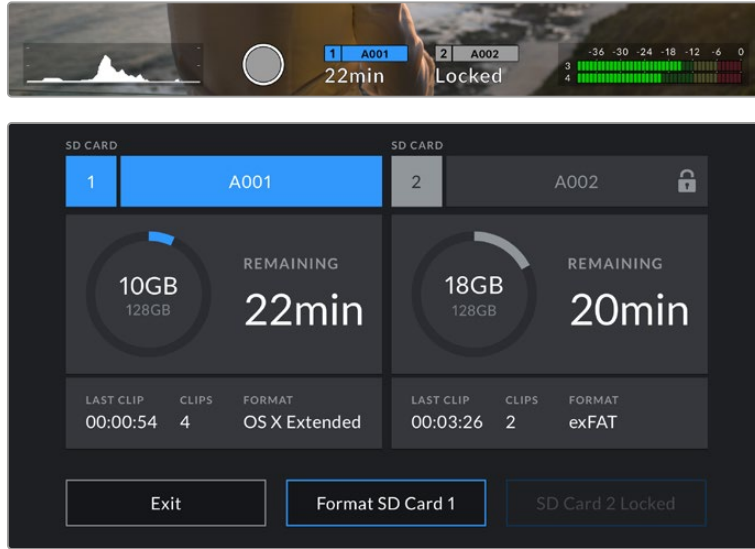 1 A001 2 A002
22min Locked
-36 -30 -24 -18 -12 -6 0
3
4
SD CARD SD CARD
1 A001 2 A002
10GB
128GB
REMAINING
22min
18GB
128GB
REMAINING
20min
LAST CLIP CLIPS FORMAT
00:00:54 4 OS X Extended
LAST CLIP CLIPS FORMAT
00:03:26 2 exFAT
Exit Format SD Card 1 SD Card 2 Locked